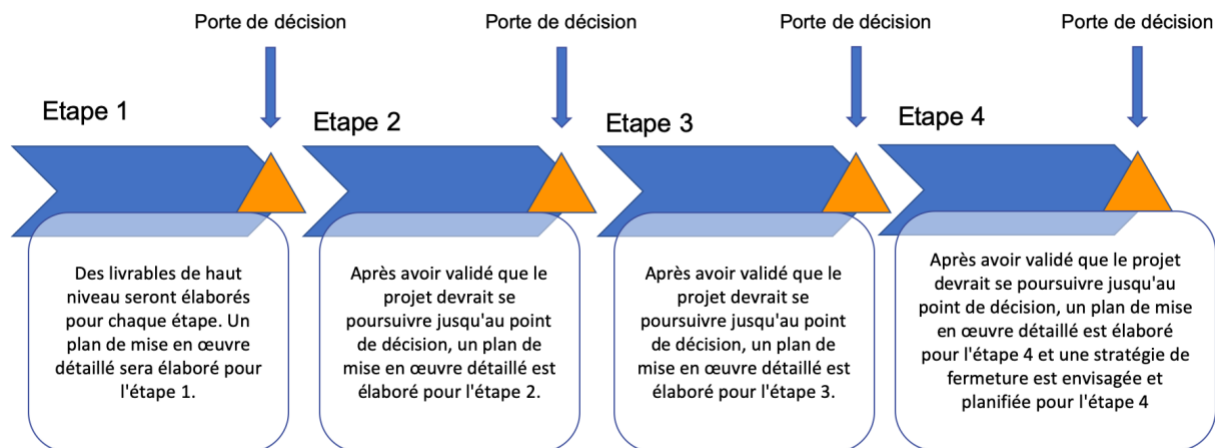 Porte de décision
Porte de décision
Porte de décision
Porte de décision
Etape 1
Etape 2
Etape 3
Etape 4
Des livrables de haut
niveau seront élaborés
pour chaque étape. Un
plan de mise en œuvre
détaillé sera élaboré pour
l'étape 1.
Après avoir validé que le
projet devrait se
poursuivre jusqu'au point
de décision, un plan de
mise en œuvre détaillé est
élaboré pour l'étape 2.
Après avoir validé que le
projet devrait se
poursuivre jusqu'au point
de décision, un plan de
mise en œuvre détaillé est
élaboré pour l'étape 3.
Après avoir validé que le projet
devrait se poursuivre jusqu'au
point de décision, un plan de mise
en œuvre détaillé est élaboré
pour l'étape 4 et une stratégie de
fermeture est envisagée et
planifiée pour l'étape 4